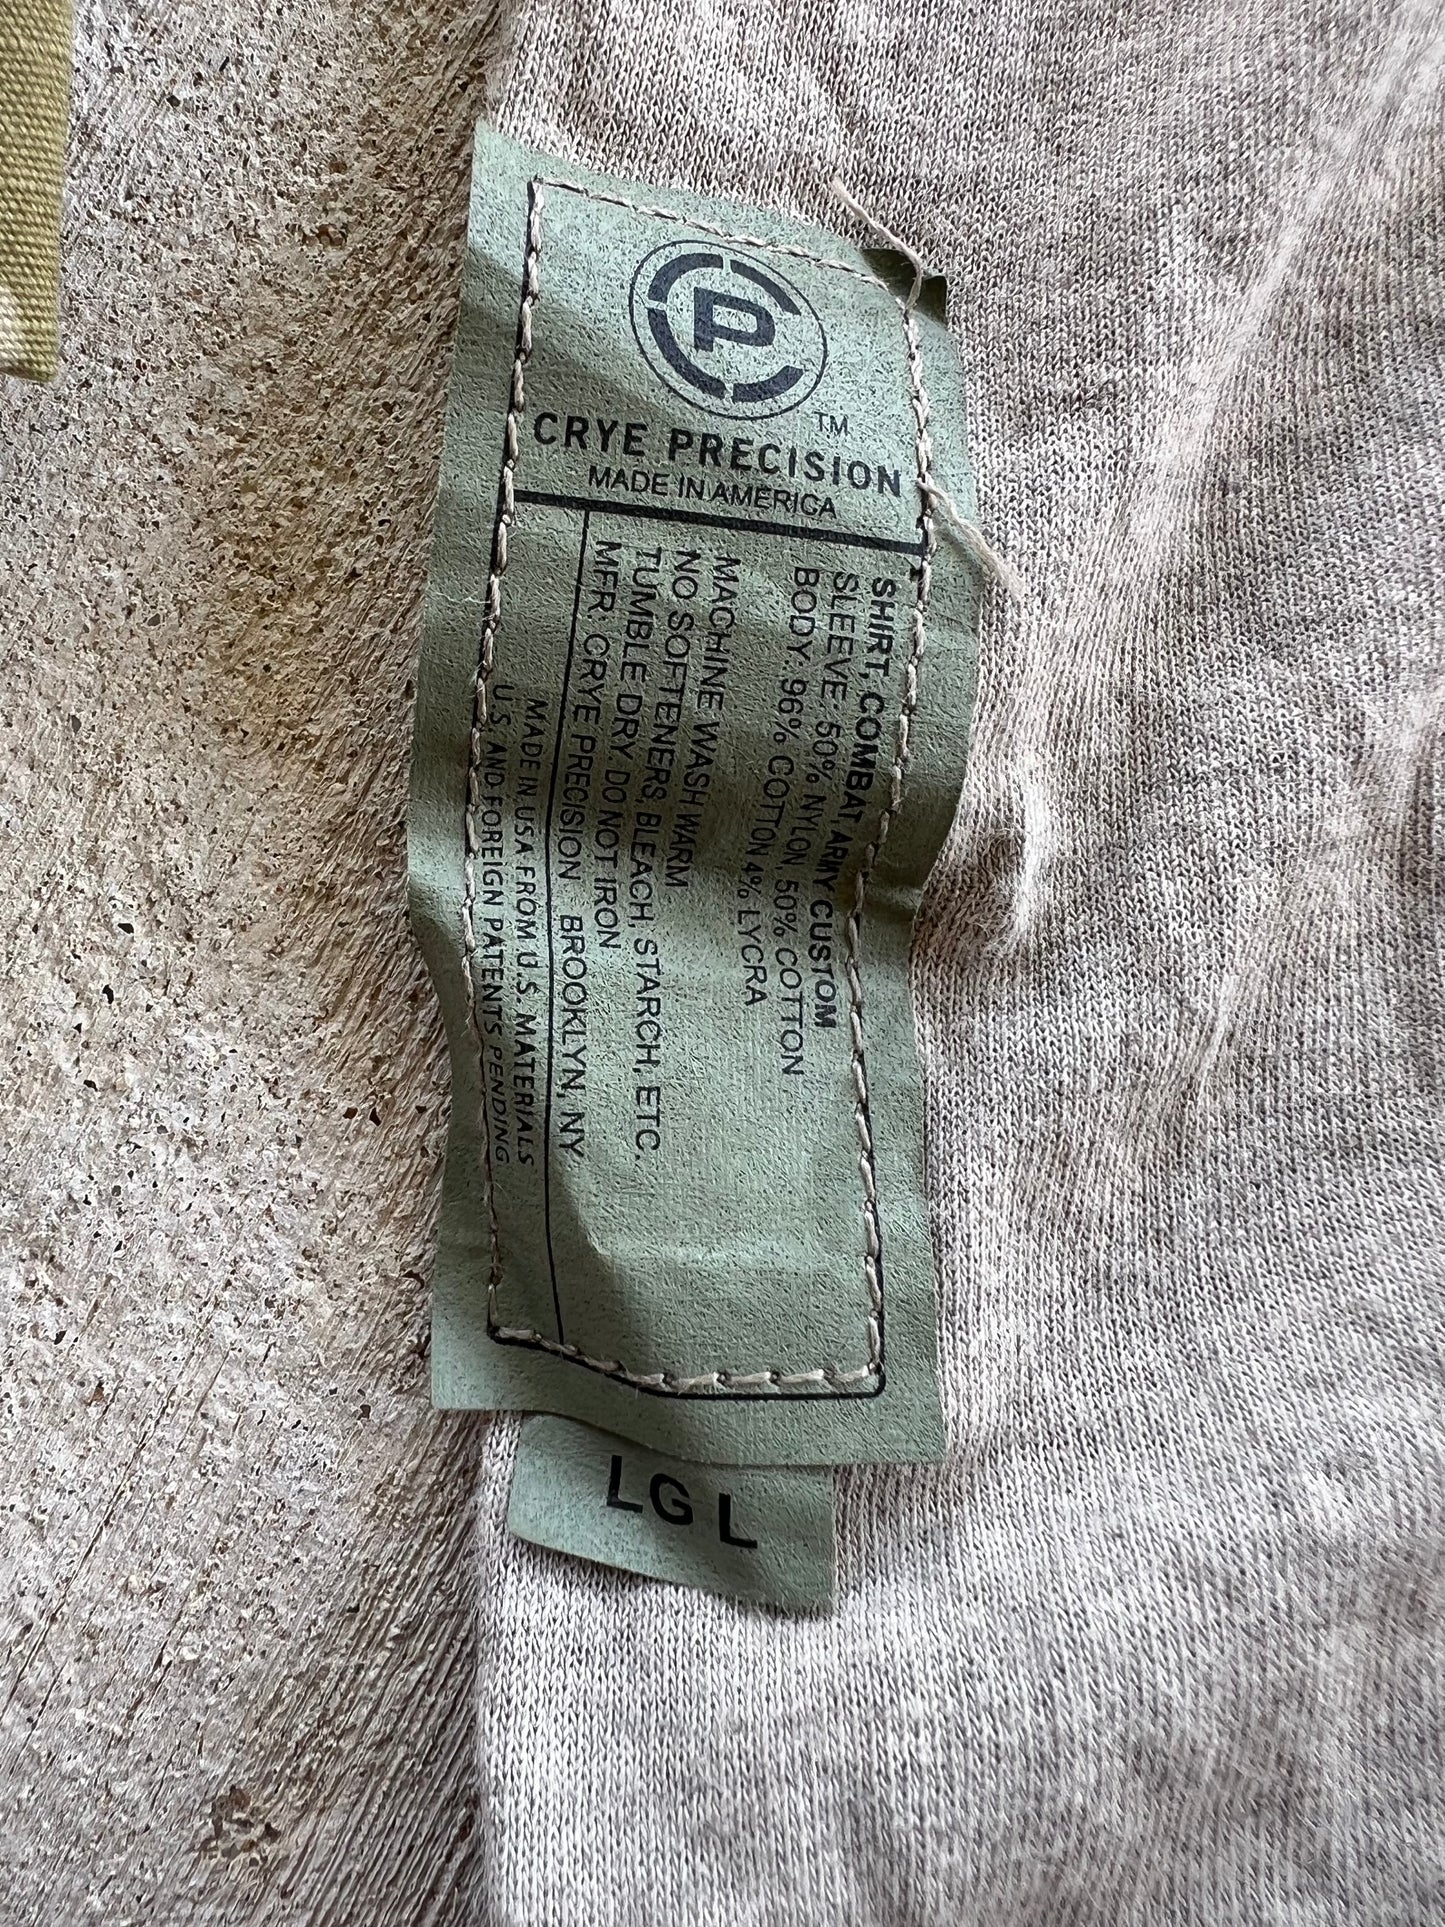 CP
TM
CRYE PRECISION
MADE IN AMERICA
SHIRT, COMBAT, ARMY CUSTOM
SLEEVE: 50% NYLON, 50% COTTON
BODY: 96% COTTON 4% LYCRA
MACHINE WASH WARM
NO SOFTENERS, BLEACH, STARCH, ETC.
TUMBLE DRY. DO NOT IRON
MFR: CRYE PRECISION BROOKLYN, NY
MADE IN USA FROM U.S. MATERIALS
U.S. AND FOREIGN PATENTS PENDING
LG L